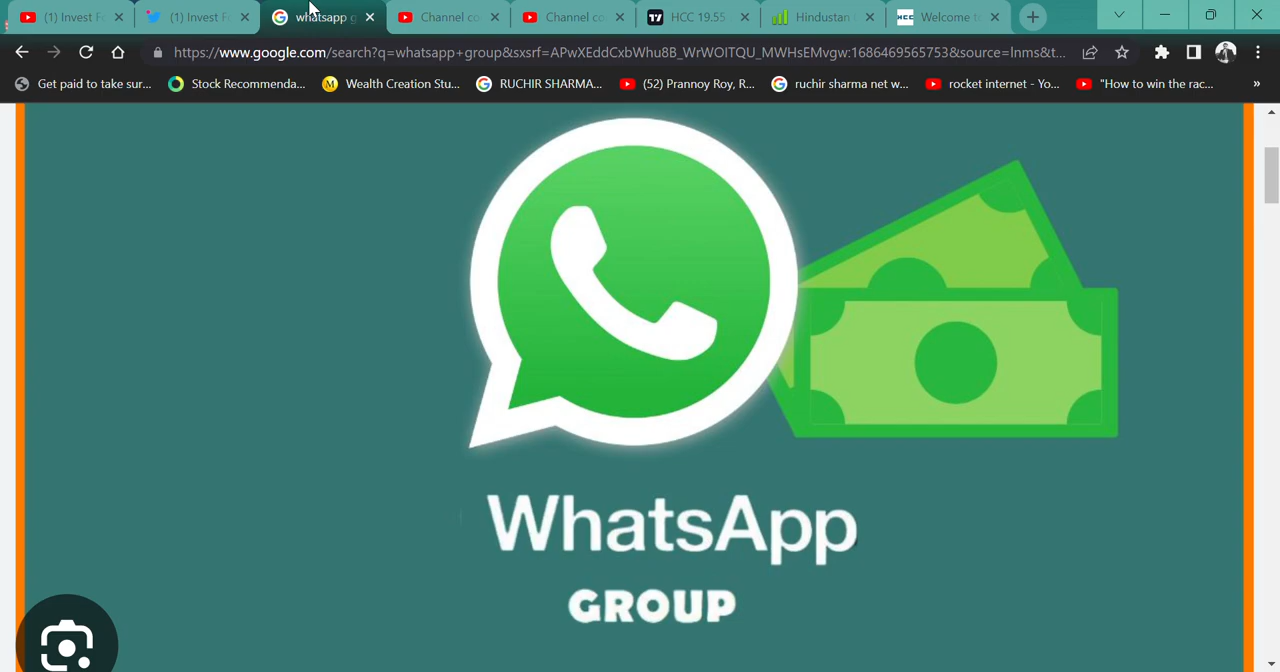 (1) Invest F
(1) Invest F
whatsapp g
Channel co
Channel co
HCC 19.55
Hindustan
Welcome t
https://www.google.com/search?q=whatsapp+group&sxsrf=APwXEddCxbWhu8B_WrWOITQU_MWHsEMvgw:1686469565753&source=lnms&t...
Get paid to take sur...
Stock Recommenda...
Wealth Creation Stu...
RUCHIR SHARMA...
(52) Prannoy Roy, R...
ruchir sharma net w...
rocket internet - Yo...
"How to win the rac...
»
WhatsApp
GROUP